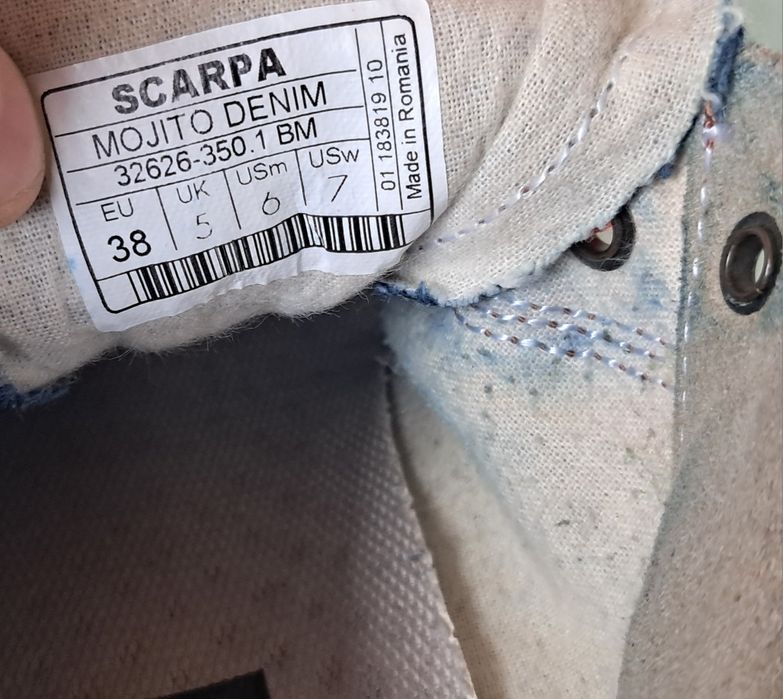 SCARPA
MOJITO DENIM
32626-350.1 BM
EU UK USm USw
38 5 6 7
01 183819 10
Made in Romania